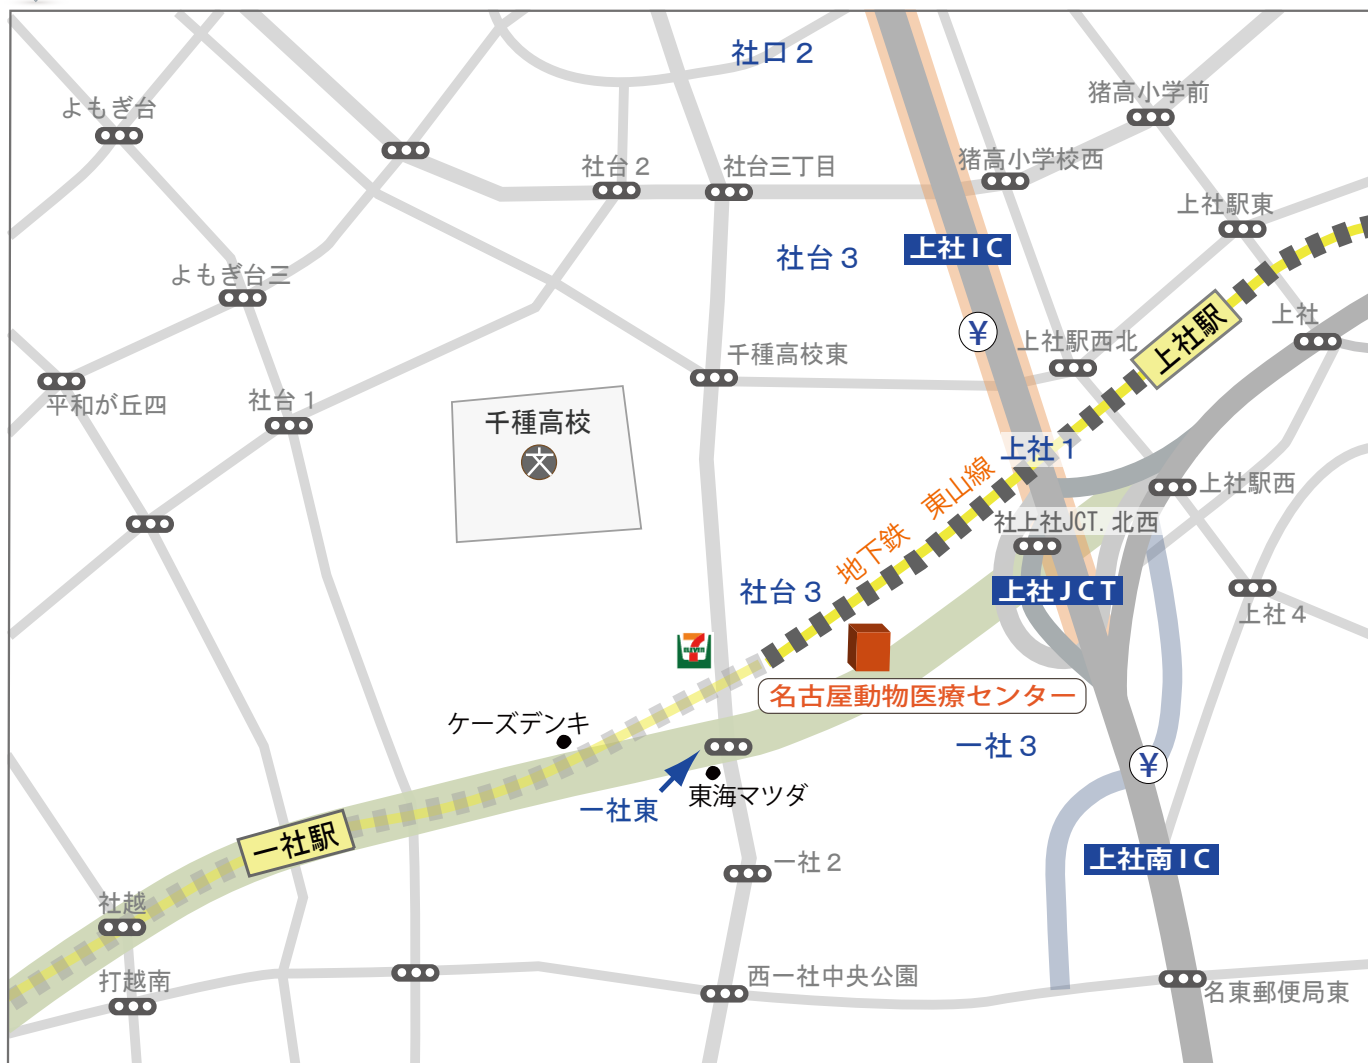 社口２
よもぎ台
猪高小学前
社台２
社台三丁目
猪高小学校西
上社駅東
上社IC
社台３
よもぎ台三
¥
上社駅
上社
上社駅西北
千種高校東
平和が丘四
社台１
千種高校
文
上社１
地下鉄 東山線
上社駅西
社上社JCT. 北西
上社JCT
社台３
上社４
7
ELEVEN
名古屋動物医療センター
ケーズデンキ
一社３
¥
東海マツダ
一社東
一社駅
一社２
上社南IC
社越
打越南
西一社中央公園
名東郵便局東